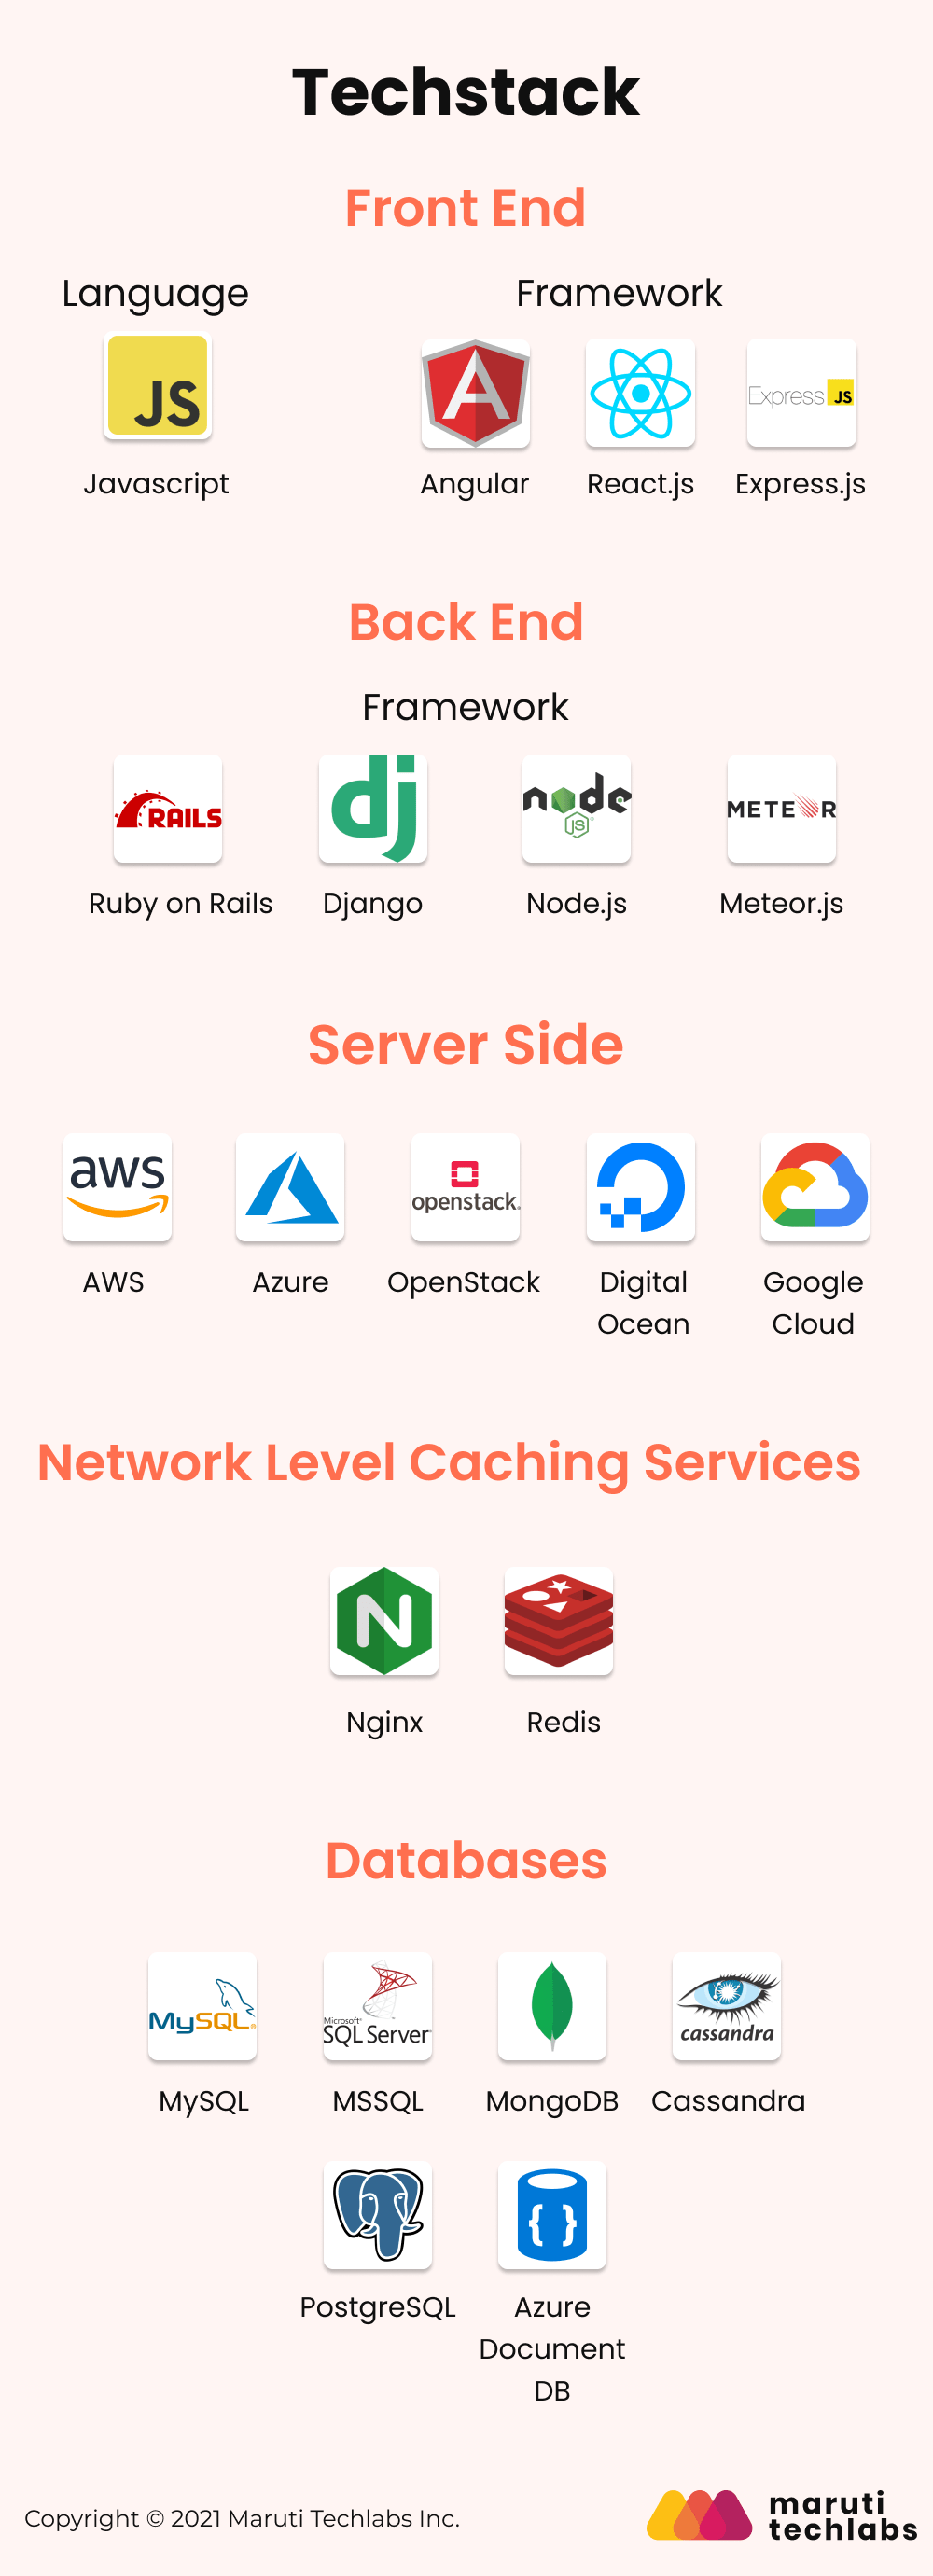 Techstack
Front End
Language
Framework
JS
Express JS
Javascript
Angular
React.js
Express.js
Back End
Framework
RAILS
dj
node
JS
METEOR
Ruby on Rails
Django
Node.js
Meteor.js
Server Side
aws
openstack.
AWS
Azure
OpenStack
Digital
Ocean
Google
Cloud
Network Level Caching Services
N
Nginx
Redis
Databases
MySQL
Microsoft
SQL Server
cassandra
MySQL
MSSQL
MongoDB
Cassandra
{ }
PostgreSQL
Azure
Document
DB
Copyright © 2021 Maruti Techlabs Inc.
maruti
techlabs